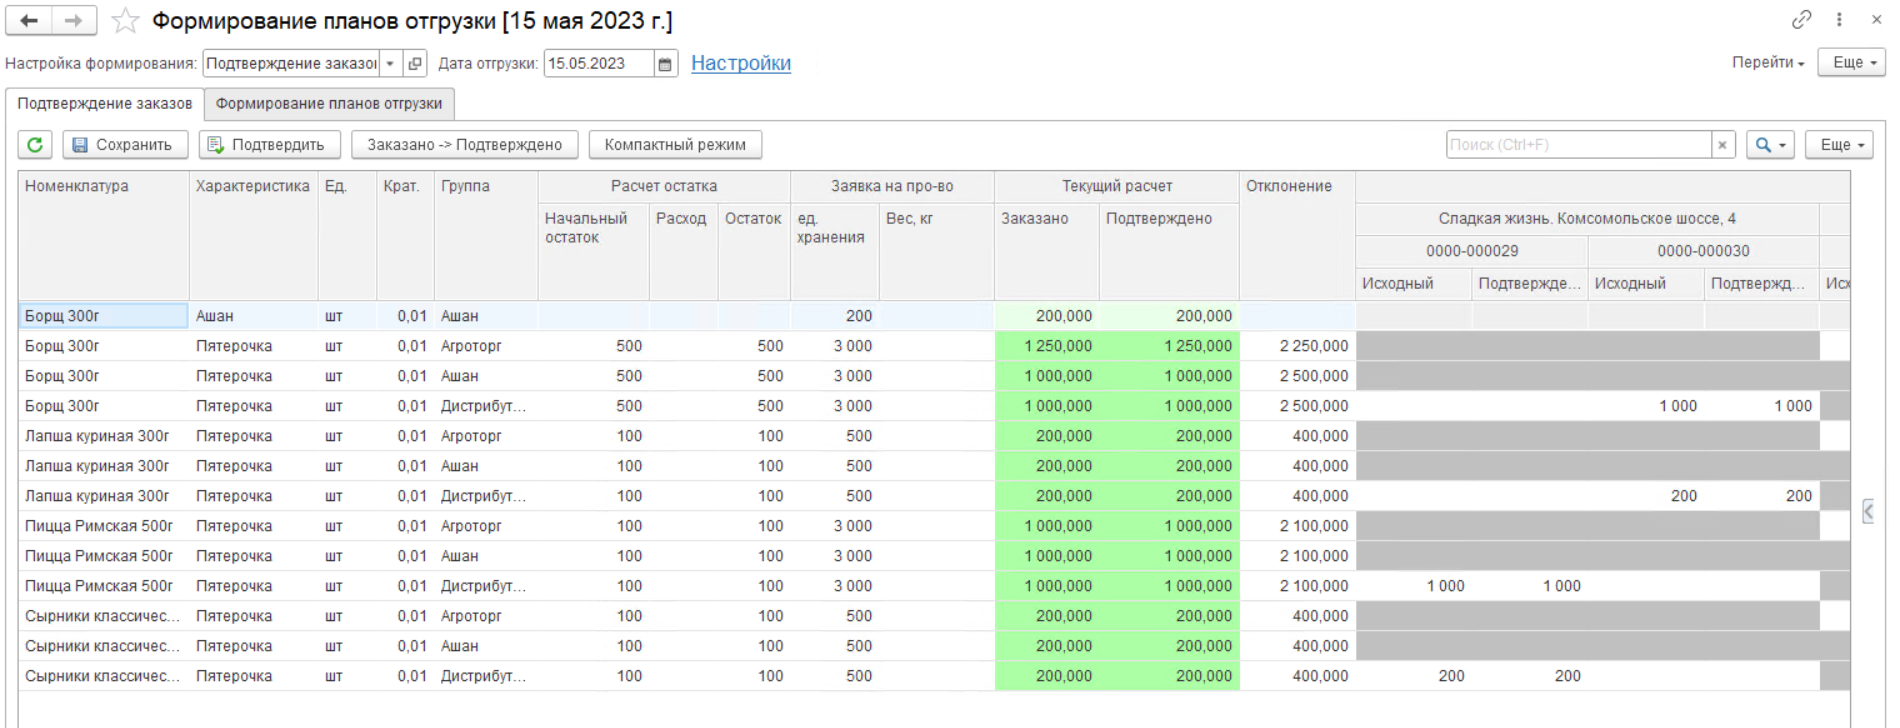 Формирование планов отгрузки [15 мая 2023 г.]
Настройка формирования: Подтверждение заказов Дата отгрузки: 15.05.2023 Настройки Перейти Еще
Подтверждение заказов Формирование планов отгрузки
Сохранить Подтвердить Заказано -> Подтверждено Компактный режим Поиск (Ctrl+F) × Еще
Номенклатура Характеристика Ед. Крат. Группа Расчет остатка Заявка на про-во Текущий расчет Отклонение
Начальный остаток Расход Остаток ед. хранения Вес, кг Заказано Подтверждено Сладкая жизнь. Комсомольское шоссе, 4
0000-000029 0000-000030
Исходный Подтвержде... Исходный Подтвержд... Исх
Борщ 300г Ашан шт 0,01 Ашан 200 200,000 200,000
Борщ 300г Пятерочка шт 0,01 Агроторг 500 500 3 000 1 250,000 1 250,000 2 250,000
Борщ 300г Пятерочка шт 0,01 Ашан 500 500 3 000 1 000,000 1 000,000 2 500,000
Борщ 300г Пятерочка шт 0,01 Дистрибут... 500 500 3 000 1 000,000 1 000,000 2 500,000 1 000 1 000
Лапша куриная 300г Пятерочка шт 0,01 Агроторг 100 100 500 200,000 200,000 400,000
Лапша куриная 300г Пятерочка шт 0,01 Ашан 100 100 500 200,000 200,000 400,000
Лапша куриная 300г Пятерочка шт 0,01 Дистрибут... 100 100 500 200,000 200,000 400,000 200 200
Пицца Римская 500г Пятерочка шт 0,01 Агроторг 100 100 3 000 1 000,000 1 000,000 2 100,000
Пицца Римская 500г Пятерочка шт 0,01 Ашан 100 100 3 000 1 000,000 1 000,000 2 100,000
Пицца Римская 500г Пятерочка шт 0,01 Дистрибут... 100 100 3 000 1 000,000 1 000,000 2 100,000 1 000 1 000
Сырники классичес... Пятерочка шт 0,01 Агроторг 100 100 500 200,000 200,000 400,000
Сырники классичес... Пятерочка шт 0,01 Ашан 100 100 500 200,000 200,000 400,000
Сырники классичес... Пятерочка шт 0,01 Дистрибут... 100 100 500 200,000 200,000 400,000 200 200